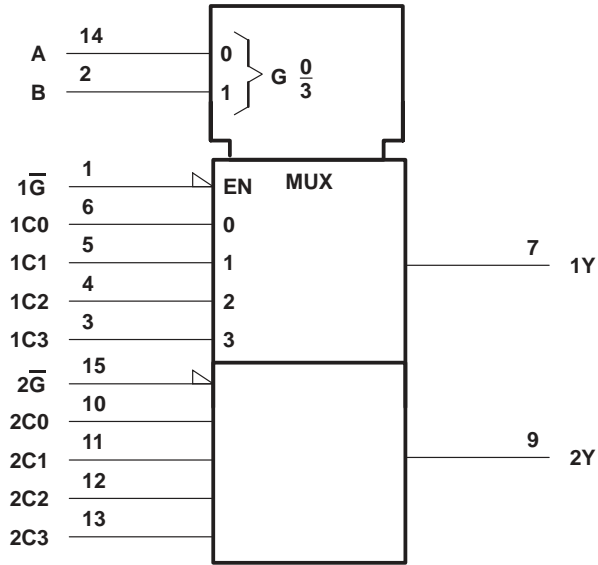 A 14 0
B 2 1
G 0/3
1G̅ 1 EN MUX
1C0 6 0
1C1 5 1
1C2 4 2
1C3 3 3
7 1Y
2G̅ 15
2C0 10
2C1 11
2C2 12
2C3 13
9 2Y